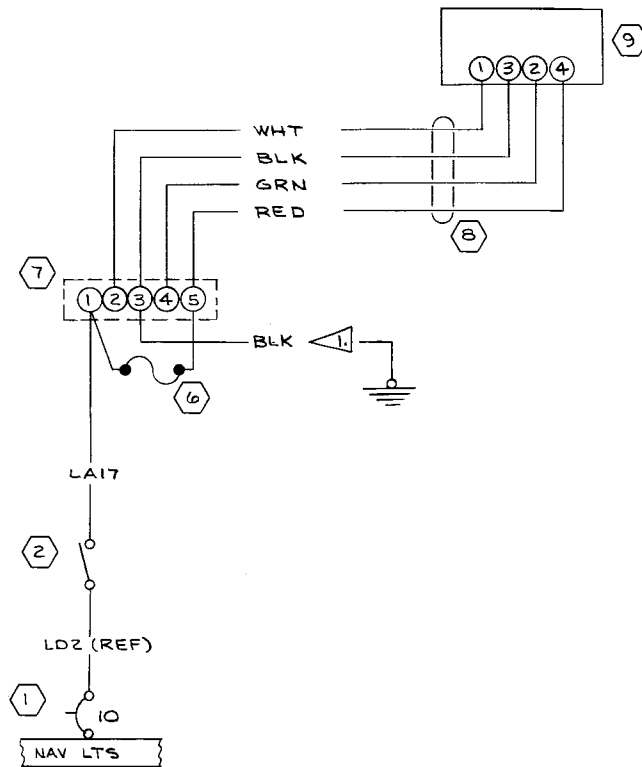 9
1 3 2 4
WHT
BLK
GRN
RED
8
7
1 2 3 4 5
BLK 1.
6
LA17
2
LD2 (REF)
1
10
NAV LTS